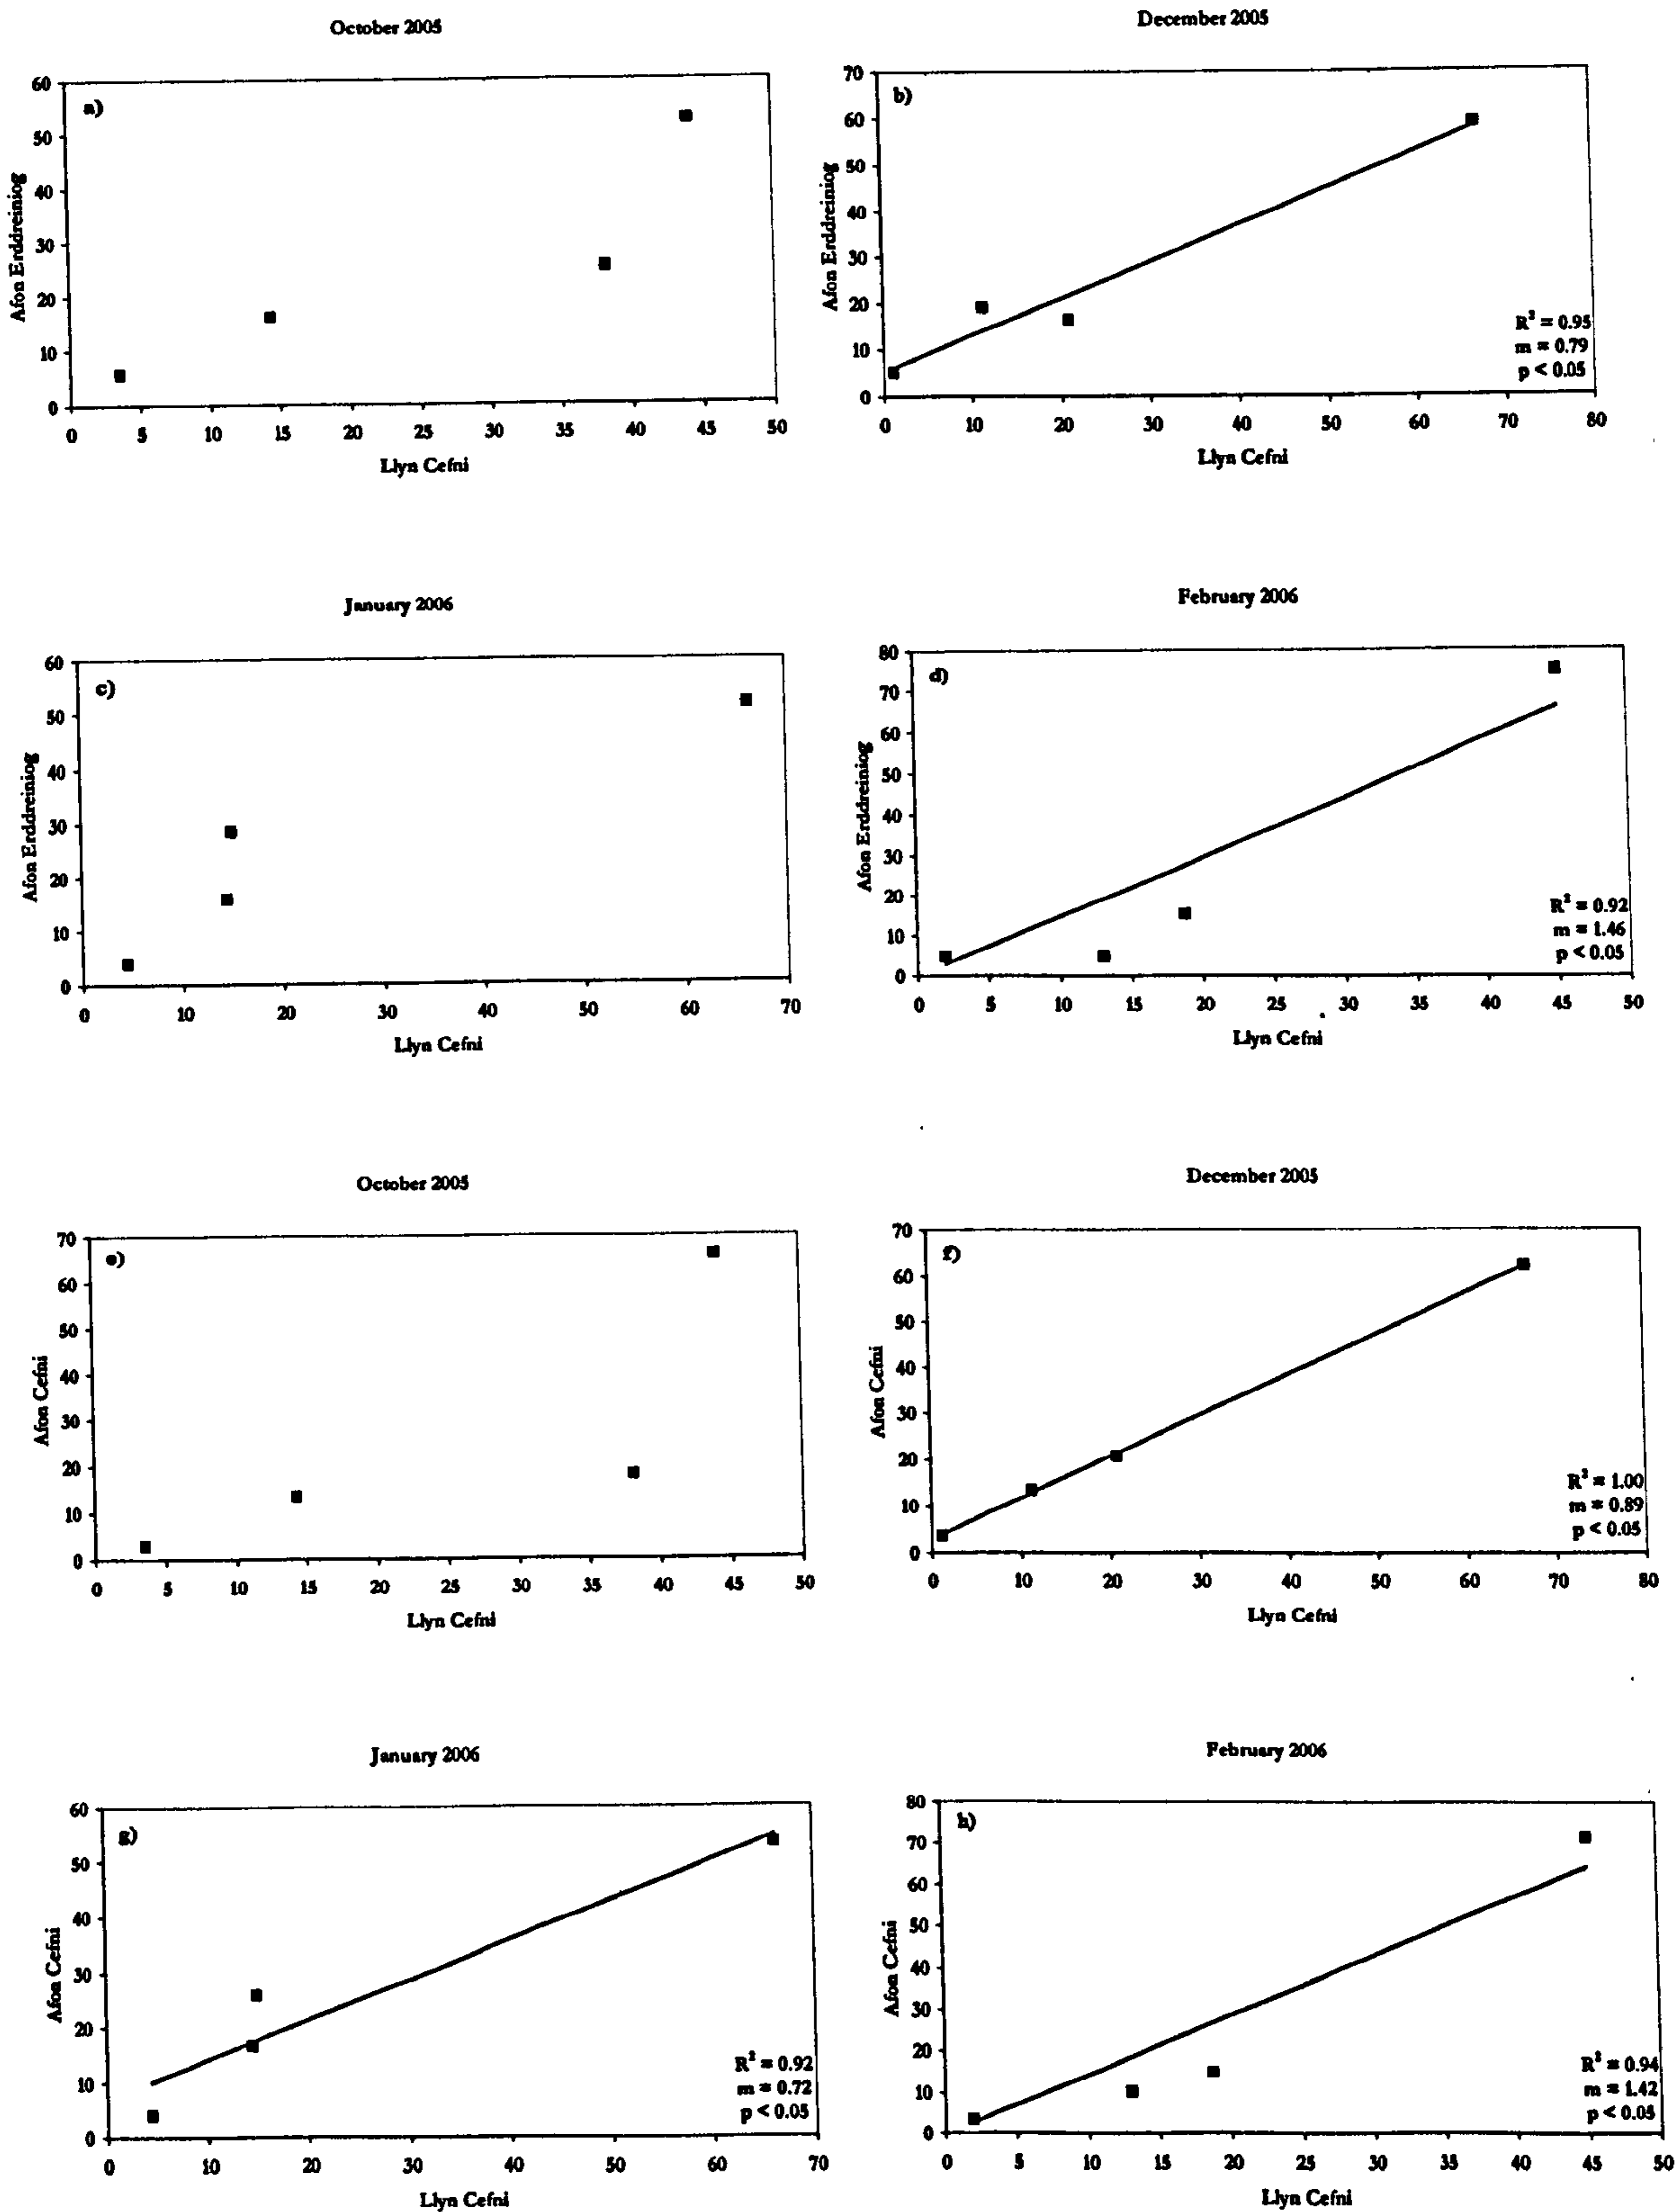 October 2005
a)
60
50
40
30
20
10
0
Afon Erddreiniog
0 5 10 15 20 25 30 35 40 45 50
Llyn Cefni
December 2005
b)
70
60
50
40
30
20
10
0
Afon Erddreiniog
R² = 0.95
m = 0.79
p < 0.05
0 10 20 30 40 50 60 70 80
Llyn Cefni
January 2006
c)
60
50
40
30
20
10
0
Afon Erddreiniog
0 10 20 30 40 50 60 70
Llyn Cefni
February 2006
d)
80
70
60
50
40
30
20
10
0
Afon Erddreiniog
R² = 0.92
m = 1.46
p < 0.05
0 5 10 15 20 25 30 35 40 45 50
Llyn Cefni
October 2005
e)
70
60
50
40
30
20
10
0
Afon Cefni
0 5 10 15 20 25 30 35 40 45 50
Llyn Cefni
December 2005
f)
70
60
50
40
30
20
10
0
Afon Cefni
R² = 1.00
m = 0.89
p < 0.05
0 10 20 30 40 50 60 70 80
Llyn Cefni
January 2006
g)
60
50
40
30
20
10
0
Afon Cefni
R² = 0.92
m = 0.72
p < 0.05
0 10 20 30 40 50 60 70
Llyn Cefni
February 2006
h)
80
70
60
50
40
30
20
10
0
Afon Cefni
R² = 0.94
m = 1.42
p < 0.05
0 5 10 15 20 25 30 35 40 45 50
Llyn Cefni